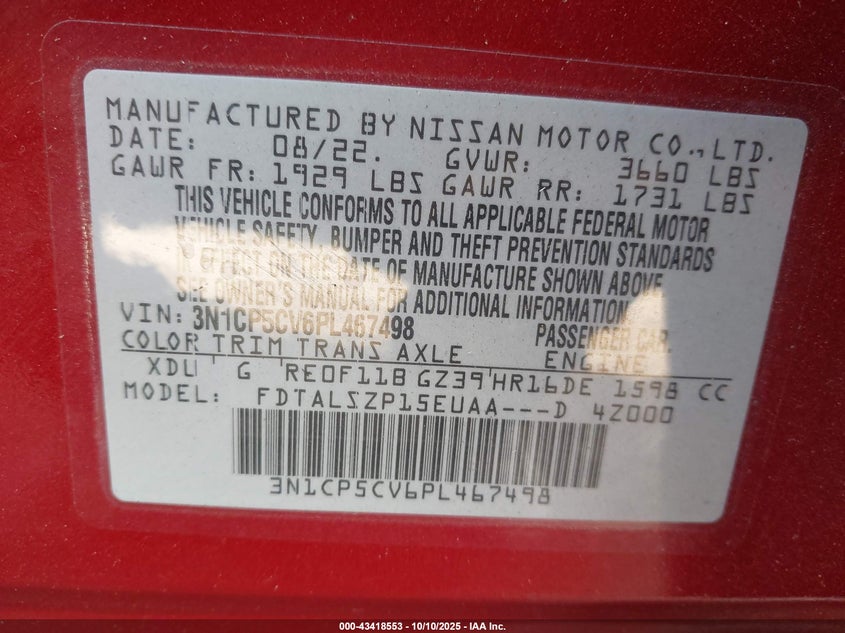 MANUFACTURED BY NISSAN MOTOR CO.,LTD.
DATE: 08/22. GVWR: 3660 LBS
GAWR FR: 1929 LBS GAWR RR: 1731 LBS
THIS VEHICLE CONFORMS TO ALL APPLICABLE FEDERAL MOTOR
VEHICLE SAFETY, BUMPER AND THEFT PREVENTION STANDARDS
IN EFFECT ON THE DATE OF MANUFACTURE SHOWN ABOVE.
SEE OWNER'S MANUAL FOR ADDITIONAL INFORMATION.
VIN: 3N1CP5CV6PL467498 PASSENGER CAR.
COLOR TRIM TRANS AXLE ENGINE
XDU G RE0F11B GZ39 HR16DE 1598 CC
MODEL: FDTALSZP15EUAA---D 4Z000
3N1CP5CV6PL467498
000-43418553 - 10/10/2025 - IAA Inc.